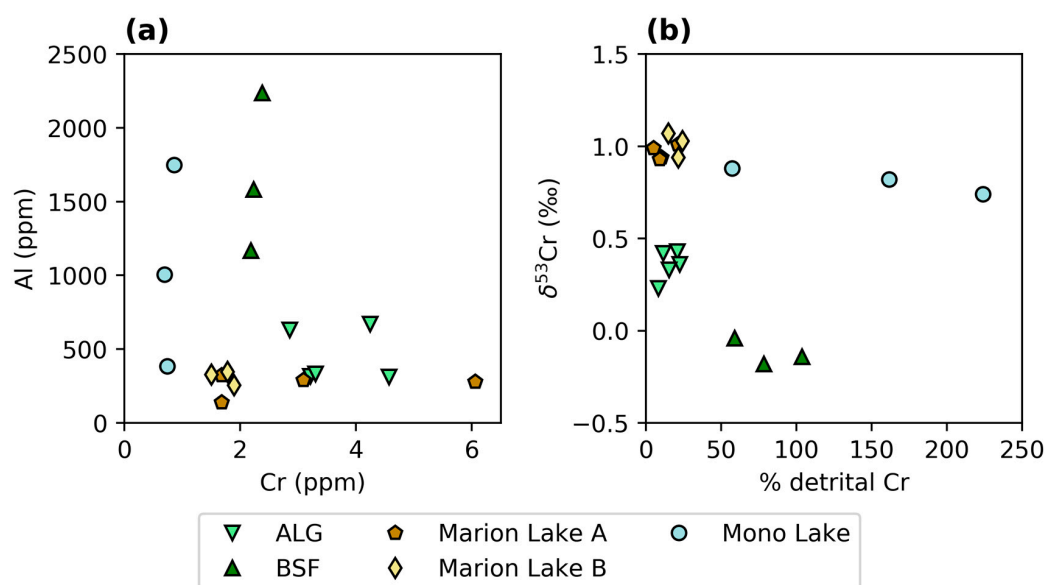 (a)
2500
2000
1500
1000
500
0
Al (ppm)
0 2 4 6
Cr (ppm)
(b)
1.5
1.0
0.5
0.0
−0.5
δ⁵³Cr (‰)
0 50 100 150 200 250
% detrital Cr
ALG Marion Lake A Mono Lake
BSF Marion Lake B